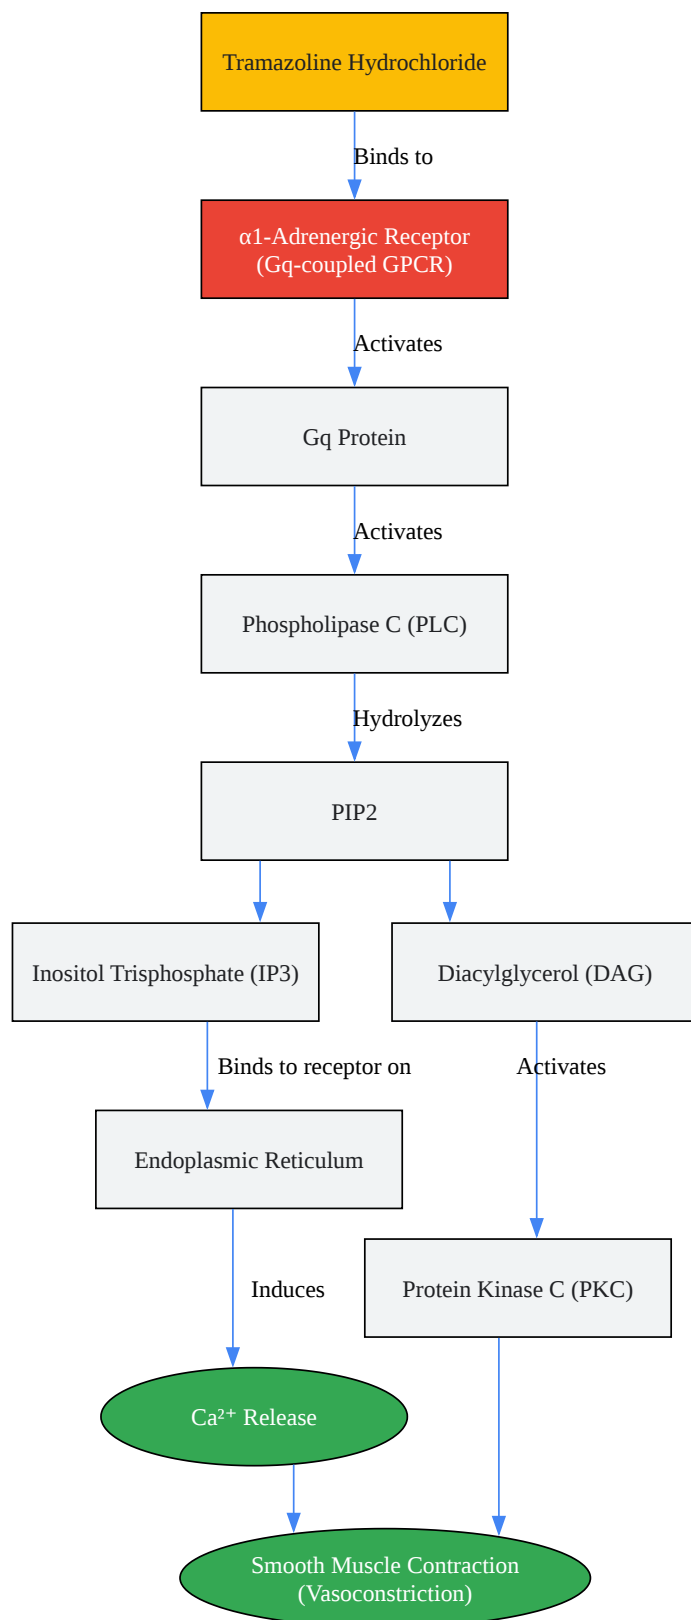 Tramazoline Hydrochloride
Binds to
α1-Adrenergic Receptor
(Gq-coupled GPCR)
Activates
Gq Protein
Activates
Phospholipase C (PLC)
Hydrolyzes
PIP2
Inositol Trisphosphate (IP3)
Diacylglycerol (DAG)
Binds to receptor on
Activates
Endoplasmic Reticulum
Induces
Protein Kinase C (PKC)
Ca²⁺ Release
Smooth Muscle Contraction
(Vasoconstriction)